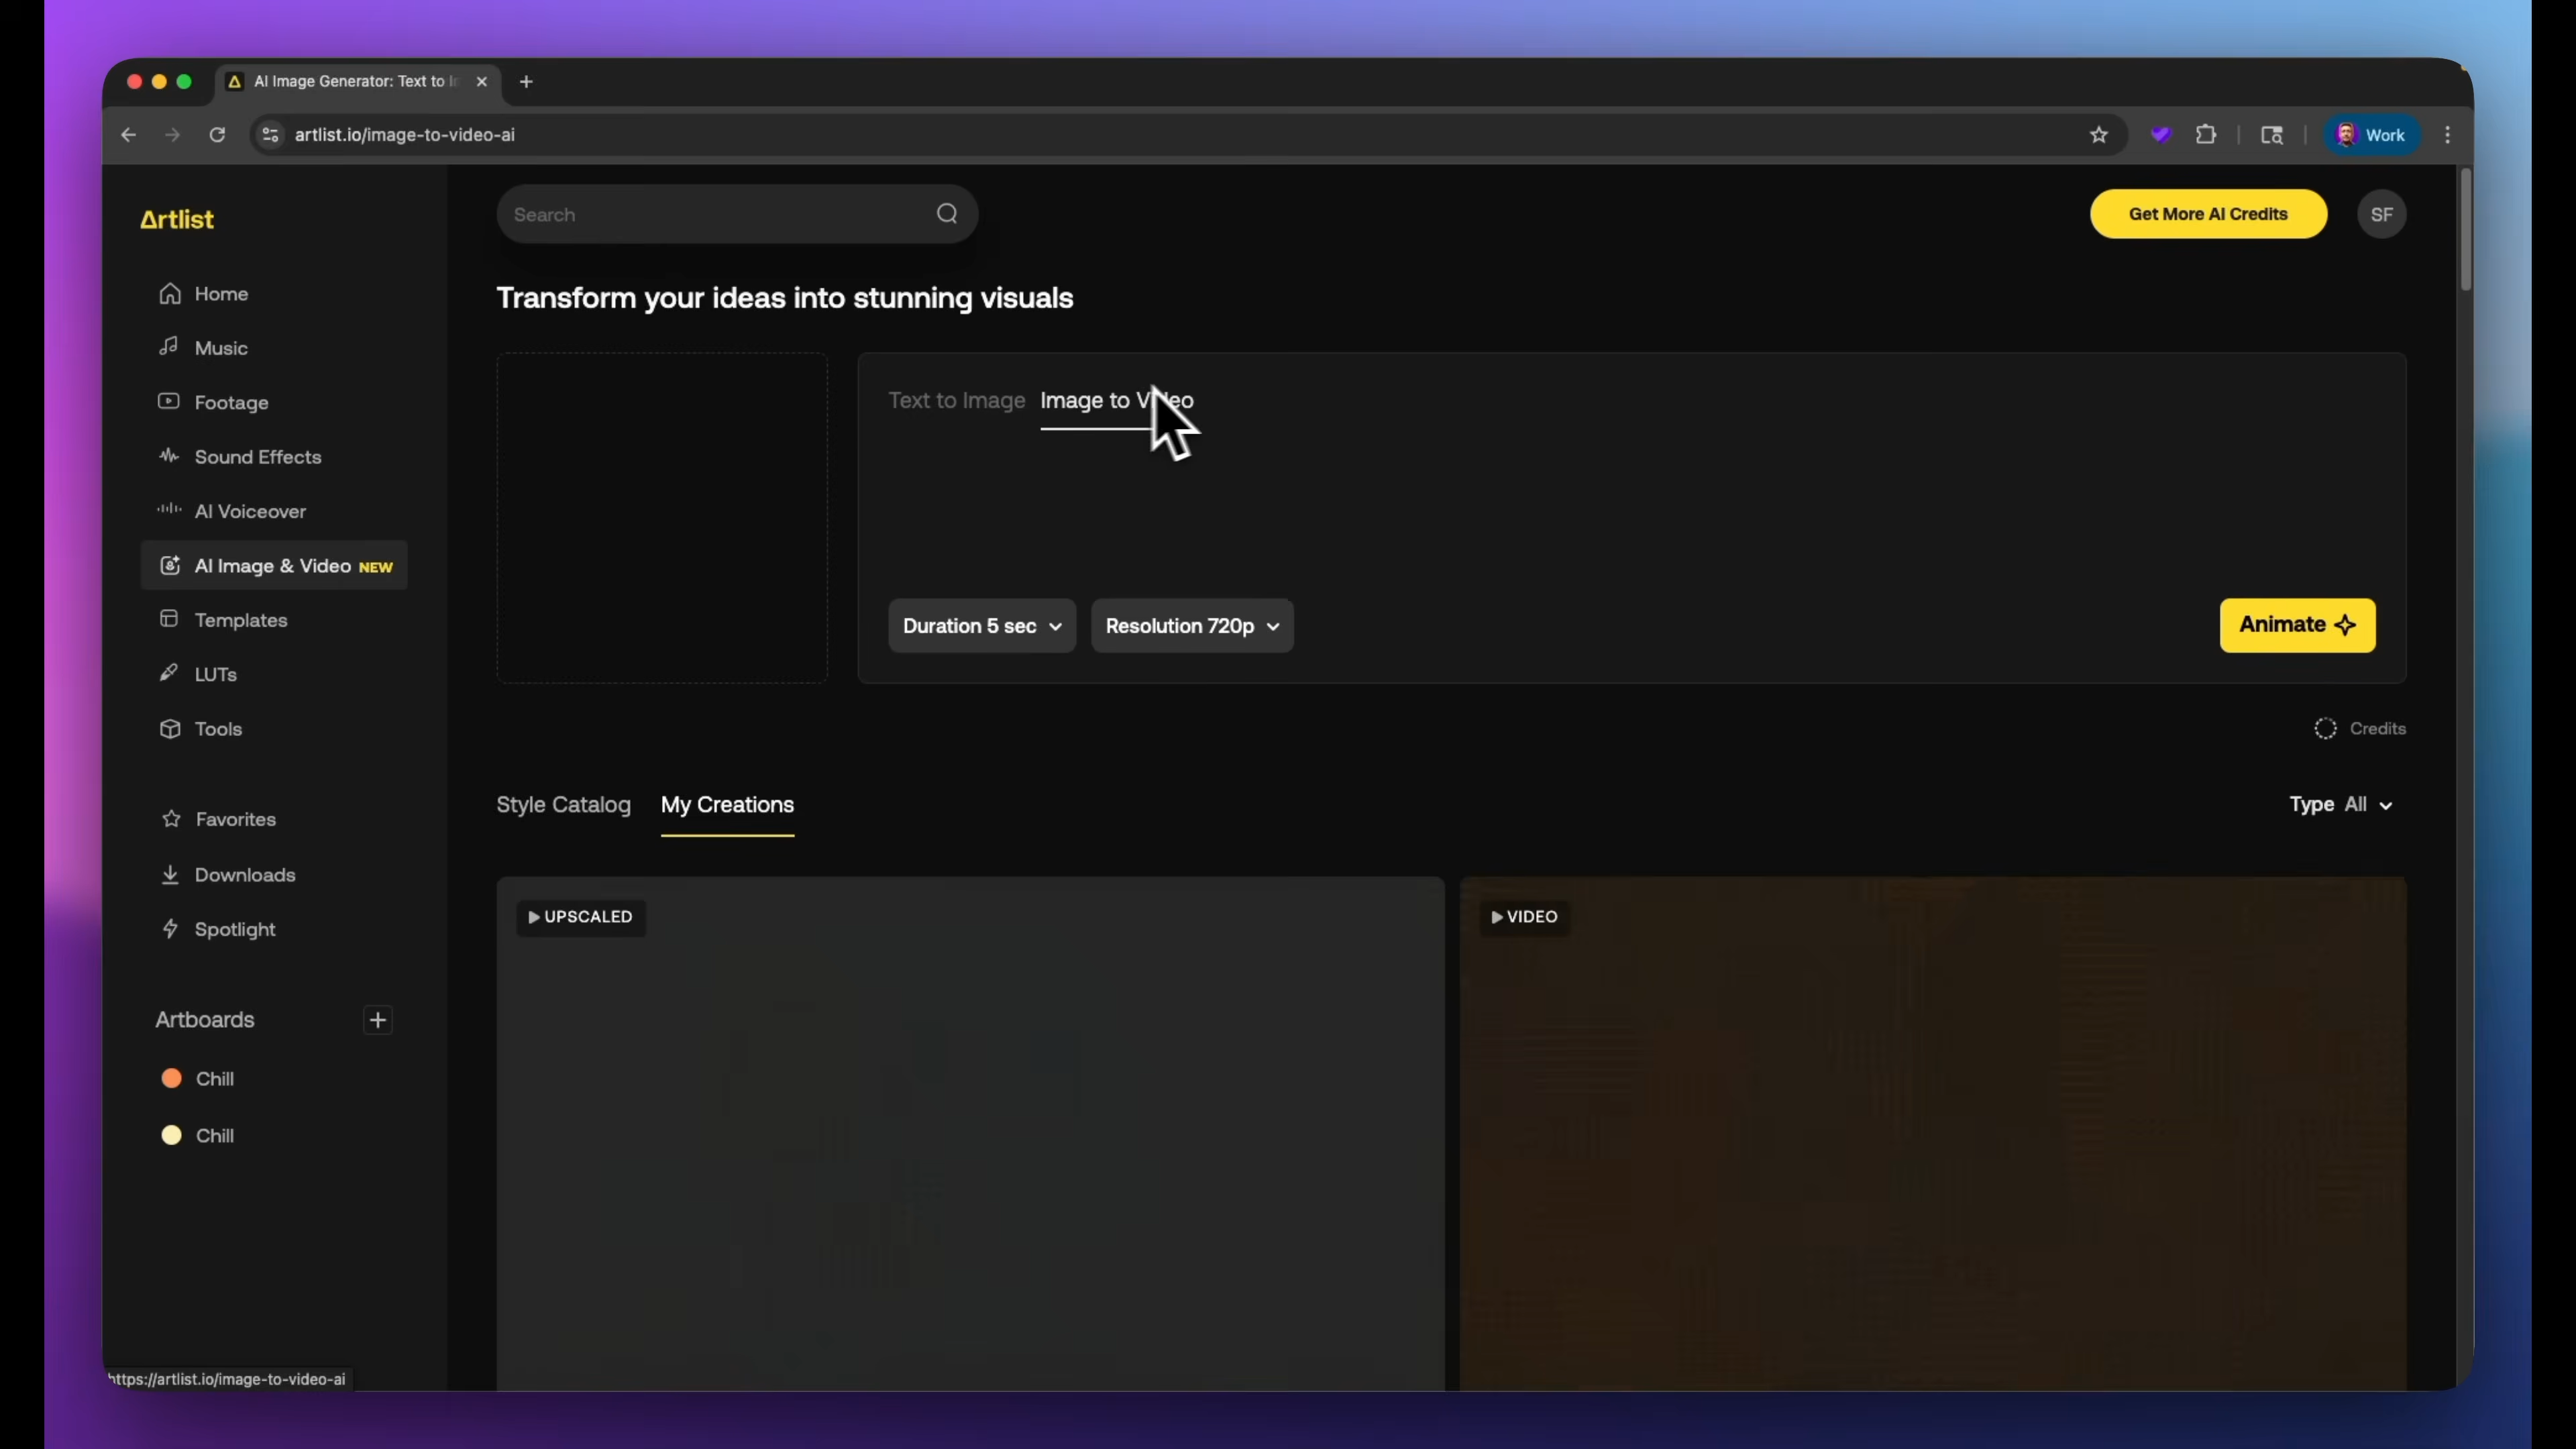 AI Image Generator: Text to I
artlist.io/image-to-video-ai
Work
Artlist
Search
Get More AI Credits
SF
Home
Music
Footage
Sound Effects
AI Voiceover
AI Image & Video NEW
Templates
LUTs
Tools
Favorites
Downloads
Spotlight
Artboards
Chill
Chill
Transform your ideas into stunning visuals
Text to Image Image to Video
Duration 5 sec
Resolution 720p
Animate
Credits
Style Catalog My Creations
Type All
UPSCALED
VIDEO
https://artlist.io/image-to-video-ai